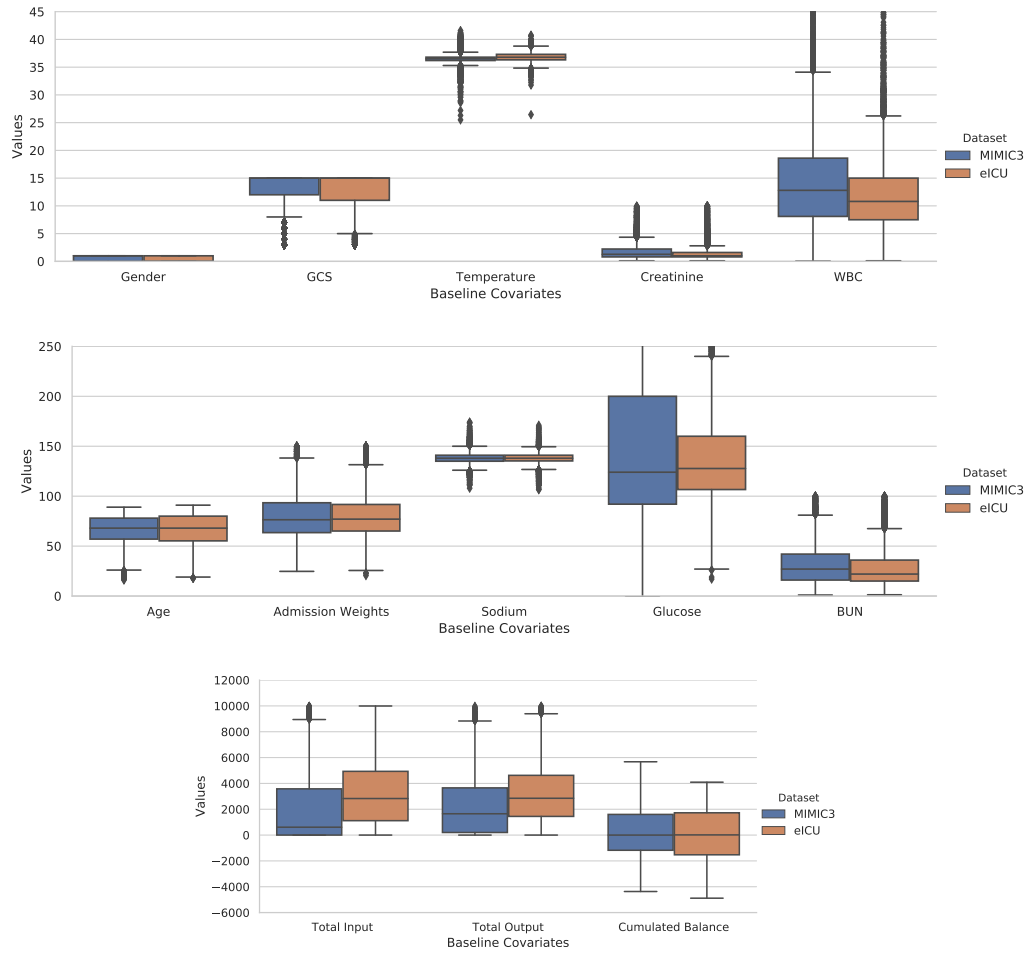 45
40
35
30
25
20
15
10
5
0
Values
Gender GCS Temperature Creatinine WBC
Baseline Covariates
Dataset
MIMIC3
eICU
250
200
150
100
50
0
Values
Age Admission Weights Sodium Glucose BUN
Baseline Covariates
Dataset
MIMIC3
eICU
12000
10000
8000
6000
4000
2000
0
−2000
−4000
−6000
Values
Total Input Total Output Cumulated Balance
Baseline Covariates
Dataset
MIMIC3
eICU